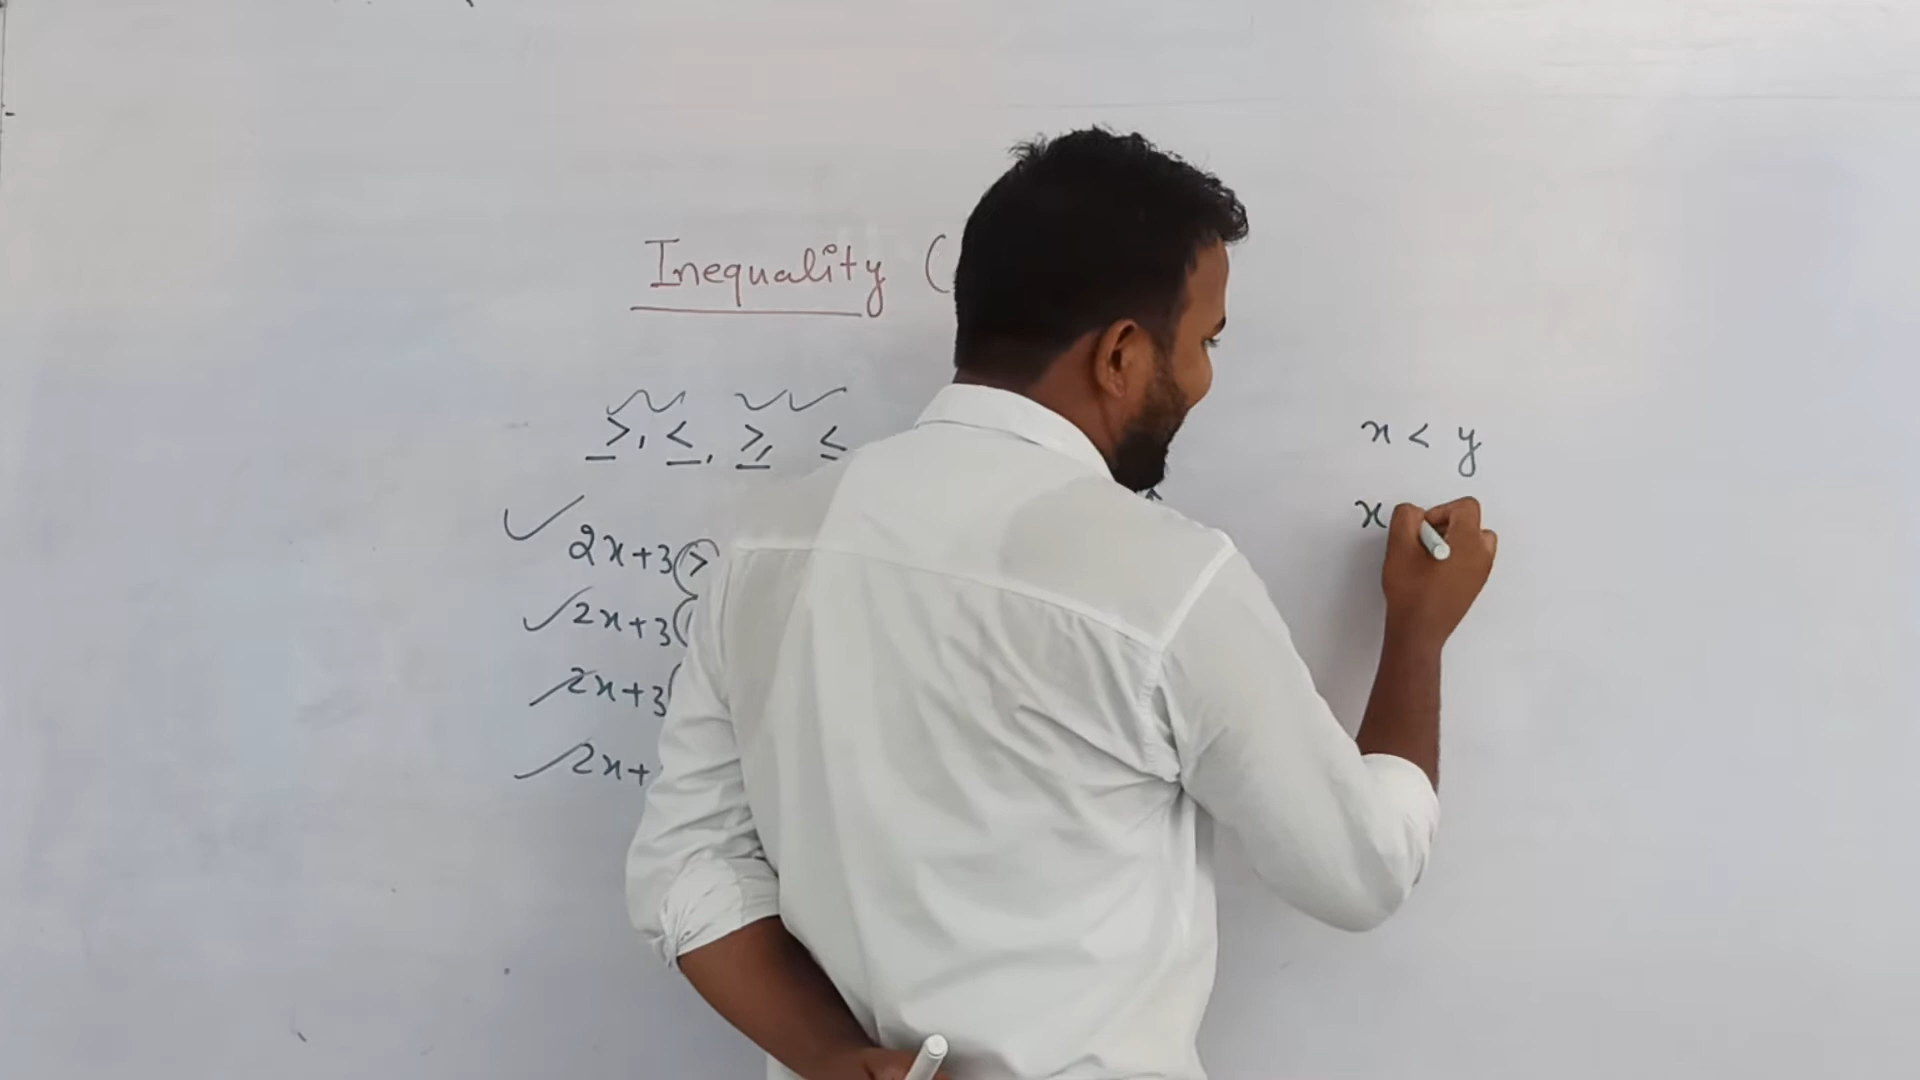 Inequality (
>, <, ≥, ≤
2x+3 >
2x+3
2x+3
2x+
x < y
x